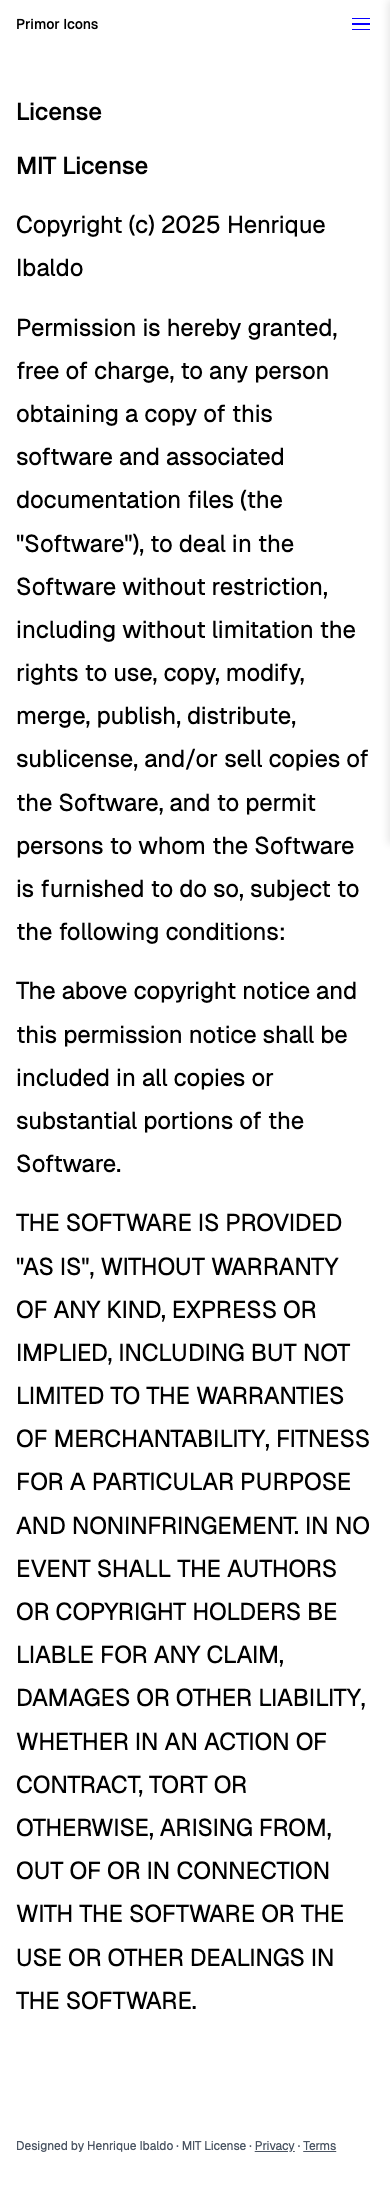 Primor Icons
License
MIT License
Copyright (c) 2025 Henrique
Ibaldo
Permission is hereby granted,
free of charge, to any person
obtaining a copy of this
software and associated
documentation files (the
"Software"), to deal in the
Software without restriction,
including without limitation the
rights to use, copy, modify,
merge, publish, distribute,
sublicense, and/or sell copies of
the Software, and to permit
persons to whom the Software
is furnished to do so, subject to
the following conditions:
The above copyright notice and
this permission notice shall be
included in all copies or
substantial portions of the
Software.
THE SOFTWARE IS PROVIDED
"AS IS", WITHOUT WARRANTY
OF ANY KIND, EXPRESS OR
IMPLIED, INCLUDING BUT NOT
LIMITED TO THE WARRANTIES
OF MERCHANTABILITY, FITNESS
FOR A PARTICULAR PURPOSE
AND NONINFRINGEMENT. IN NO
EVENT SHALL THE AUTHORS
OR COPYRIGHT HOLDERS BE
LIABLE FOR ANY CLAIM,
DAMAGES OR OTHER LIABILITY,
WHETHER IN AN ACTION OF
CONTRACT, TORT OR
OTHERWISE, ARISING FROM,
OUT OF OR IN CONNECTION
WITH THE SOFTWARE OR THE
USE OR OTHER DEALINGS IN
THE SOFTWARE.
Designed by Henrique Ibaldo · MIT License · Privacy · Terms